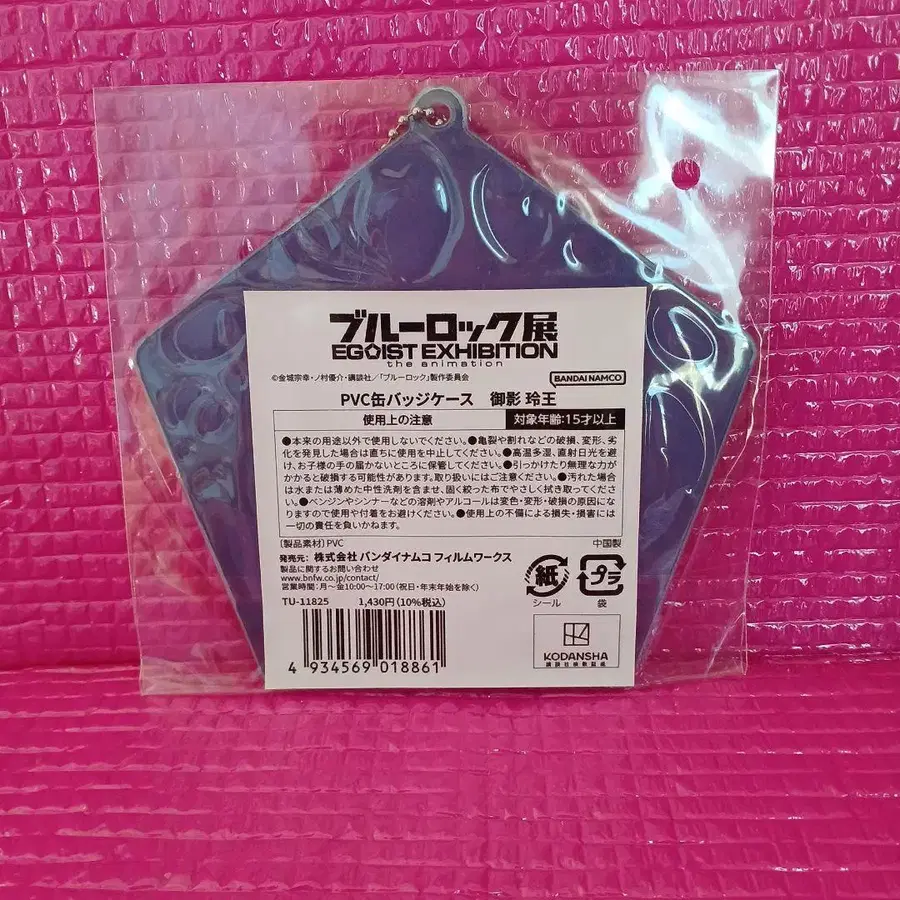 ブルーロック展
EGOIST EXHIBITION
the animation
©金城宗幸・ノ村優介・講談社/「ブルーロック」製作委員会
BANDAI NAMCO
PVC缶バッジケース 御影 玲王
使用上の注意
対象年齢:15才以上
●本来の用途以外で使用しないでください。●亀裂や割れなどの破損、変形、劣
化を発見した場合は直ちに使用を中止してください。●高温多湿、直射日光を避
け、お子様の手の届かないところに保管してください。●引っかけたり無理な力が
かかると破損する可能性があります。取り扱いにはご注意ください。●汚れた場合
は水または薄めた中性洗剤を含ませ、固く絞った布でやさしく拭き取ってくださ
い。●ベンジンやシンナーなどの溶剤やアルコールは変色・変形・破損の原因にな
りますので使用や付着をお避けください。●使用上の不備による損失・損害には
一切の責任を負いかねます。
〔製品素材〕PVC
中国製
発売元: 株式会社 バンダイナムコ フィルムワークス
製品に関するお問い合わせ
www.bnfw.co.jp/contact/
営業時間:月〜金10:00〜17:00(祝日・年末年始を除く)
紙
シール
プラ
袋
TU-11825 1,430円(10%税込)
4 934569 018861
KODANSHA